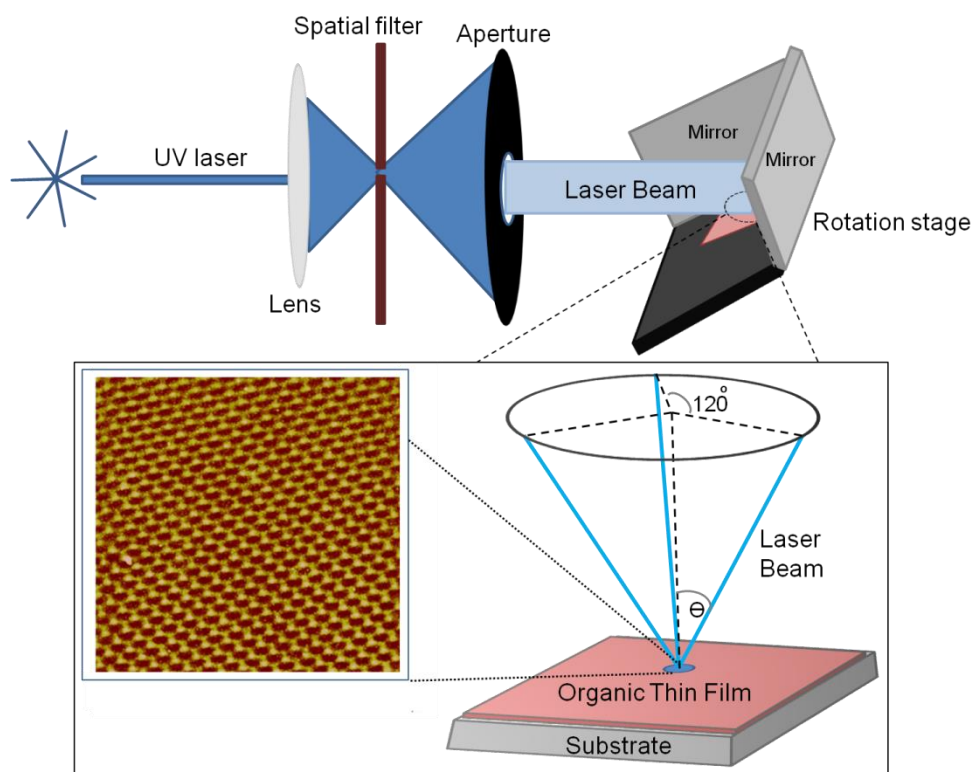 Spatial filter
Aperture
UV laser
Lens
Laser Beam
Mirror
Mirror
Rotation stage
120°
Laser
Beam
Ө
Organic Thin Film
Substrate